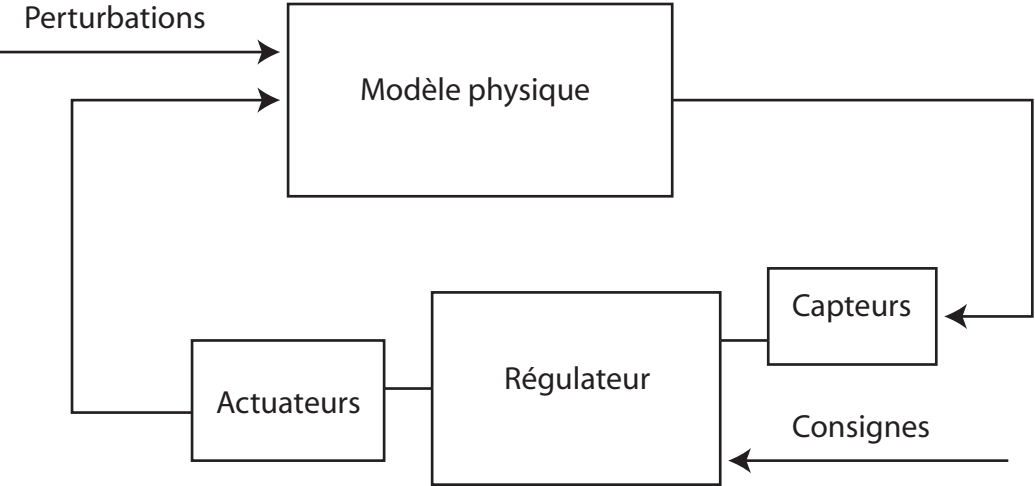 Perturbations
Modèle physique
Capteurs
Régulateur
Actuateurs
Consignes